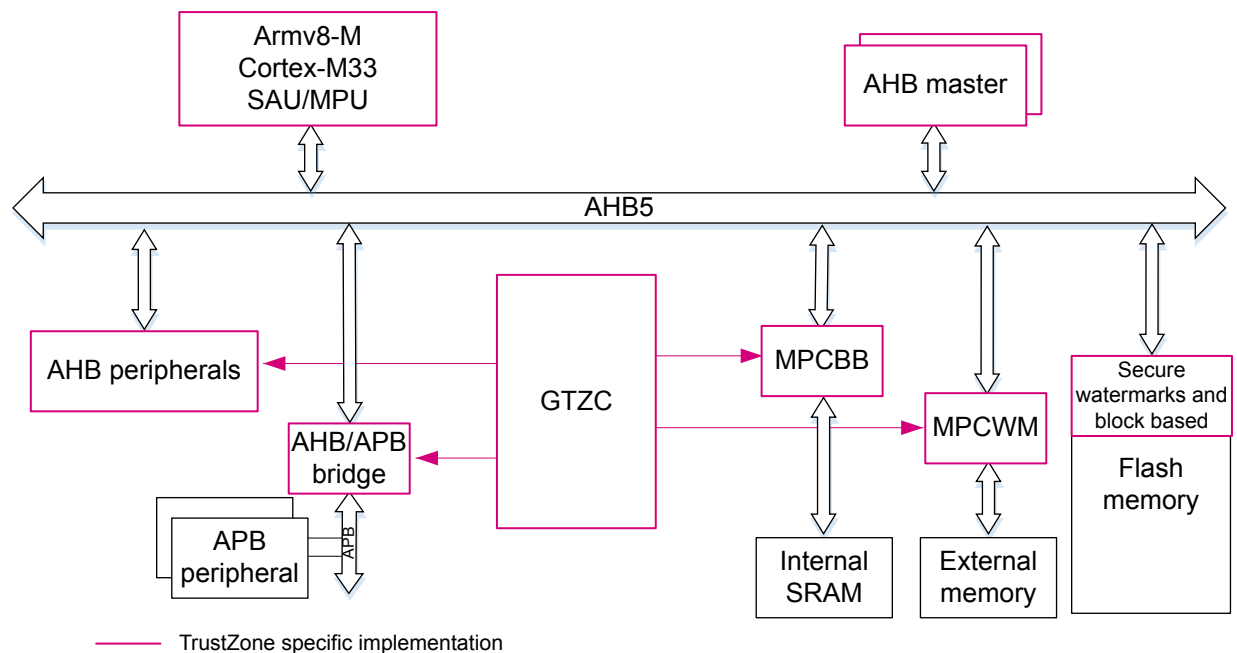 Armv8-M
Cortex-M33
SAU/MPU
AHB master
AHB5
AHB peripherals
GTZC
MPCBB
MPCWM
Secure
watermarks and
block based
Flash
memory
AHB/APB
bridge
APB
APB
peripheral
Internal
SRAM
External
memory
TrustZone specific implementation